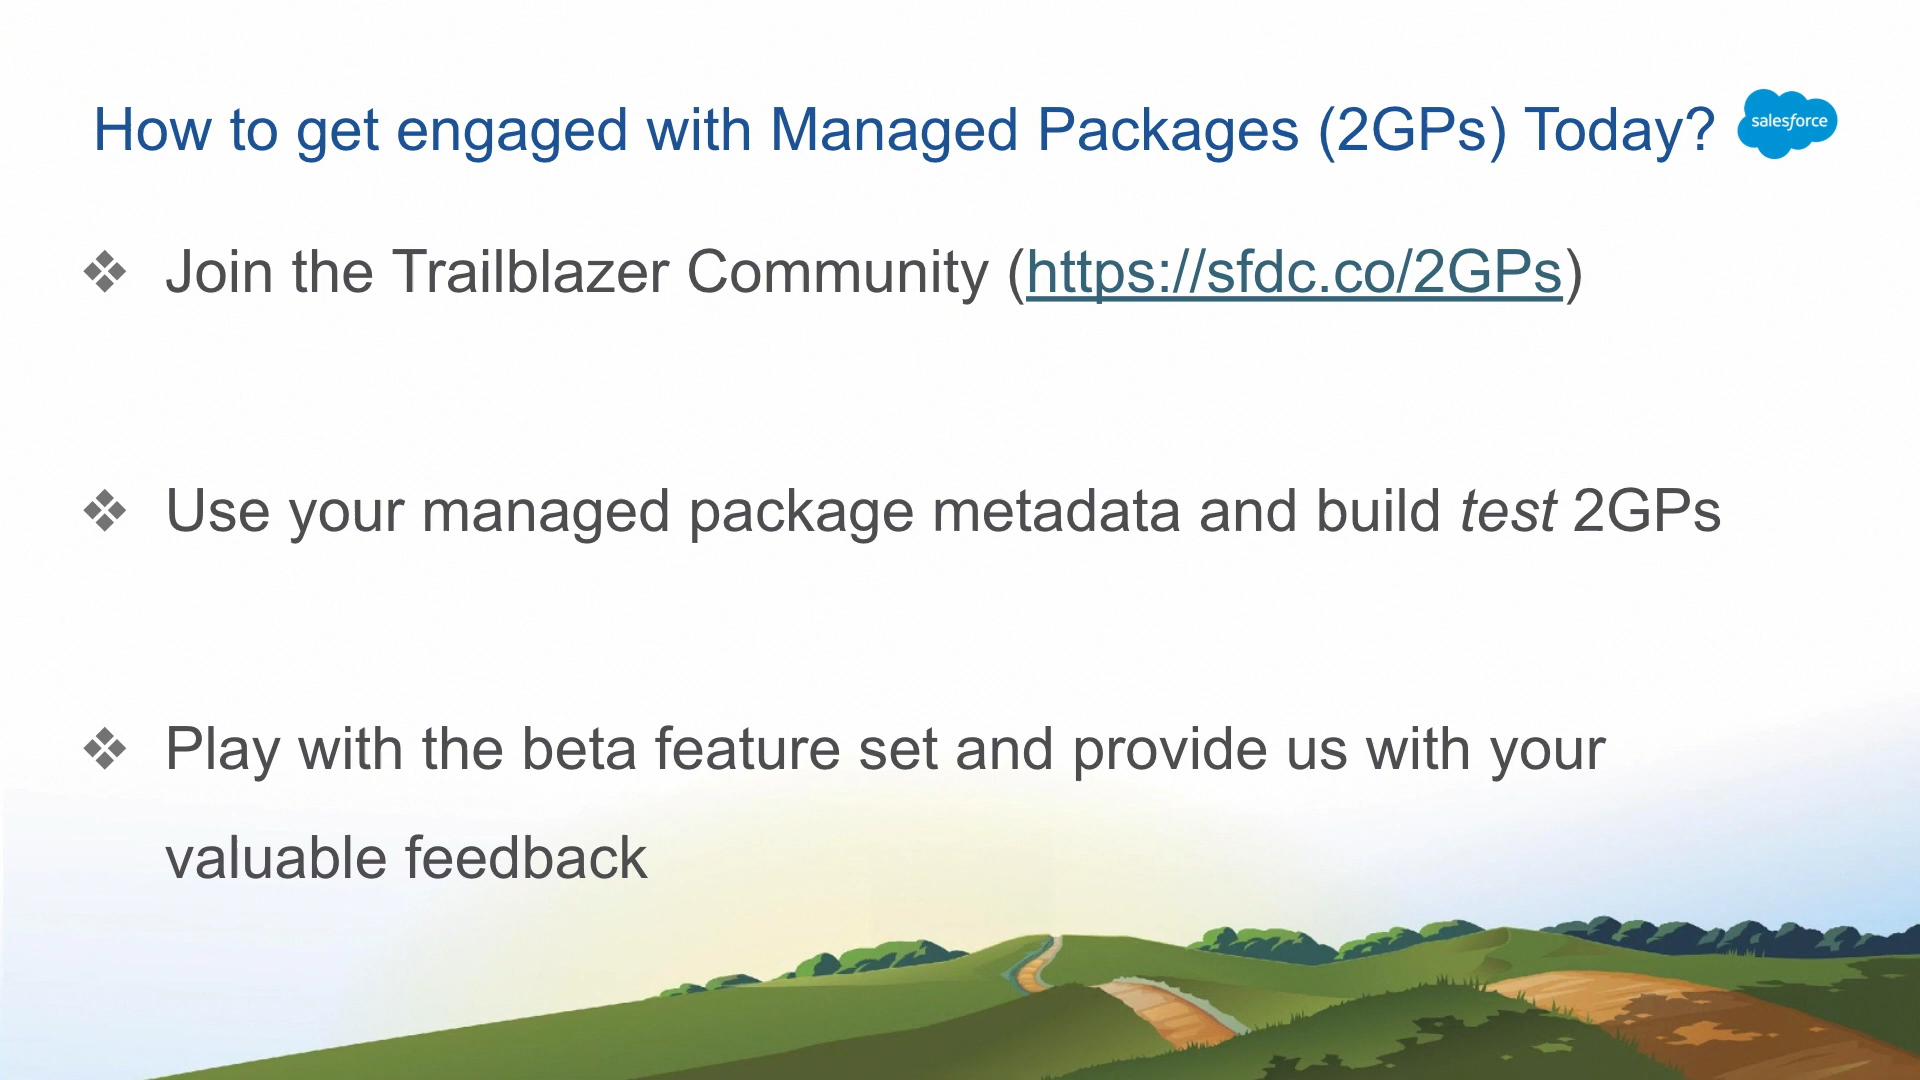 How to get engaged with Managed Packages (2GPs) Today?
salesforce
❖ Join the Trailblazer Community (https://sfdc.co/2GPs)
❖ Use your managed package metadata and build test 2GPs
❖ Play with the beta feature set and provide us with your
valuable feedback